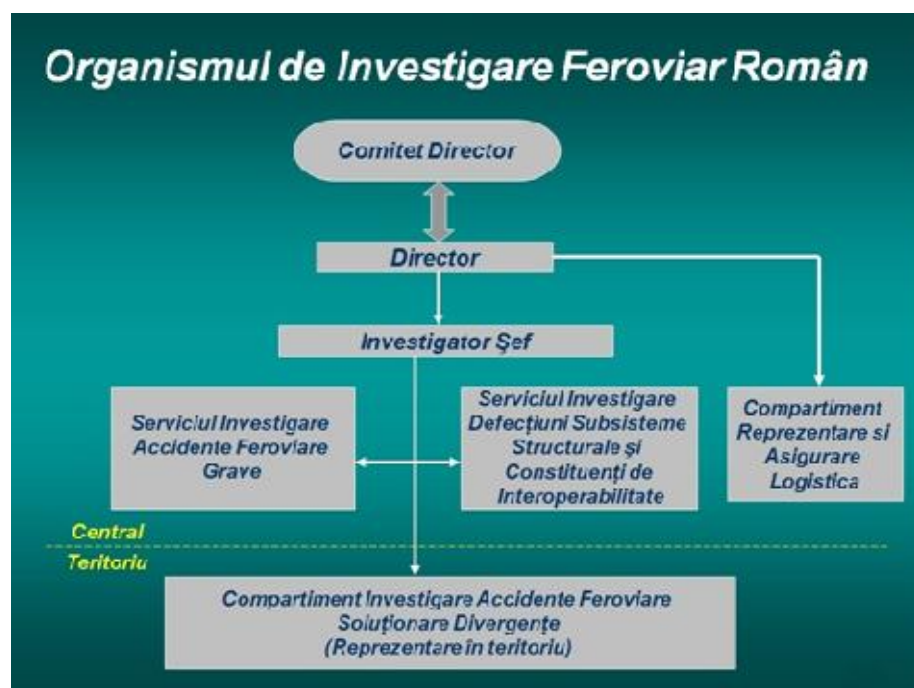 Organismul de Investigare Feroviar Român
Comitet Director
Director
Investigator Şef
Serviciul Investigare
Accidente Feroviare
Grave
Serviciul Investigare
Defecţiuni Subsisteme
Structurale şi
Constituenţi de
Interoperabilitate
Compartiment
Reprezentare si
Asigurare
Logistica
Central
Teritoriu
Compartiment Investigare Accidente Feroviare
Soluţionare Divergenţe
(Reprezentare în teritoriu)